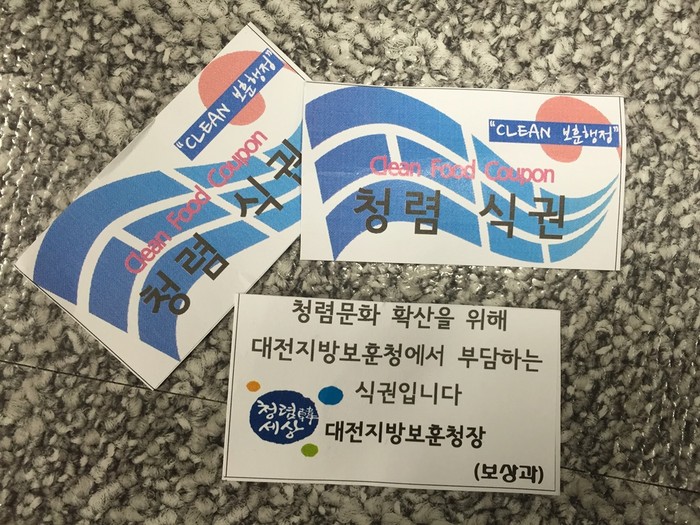 "CLEAN 보훈행정"
Clean Food Coupon
청렴 식권
"CLEAN 보훈행정"
Clean Food Coupon
청렴 식권
청렴문화 확산을 위해
대전지방보훈청에서 부담하는
식권입니다
청렴
세상
대전지방보훈청장
(보상과)